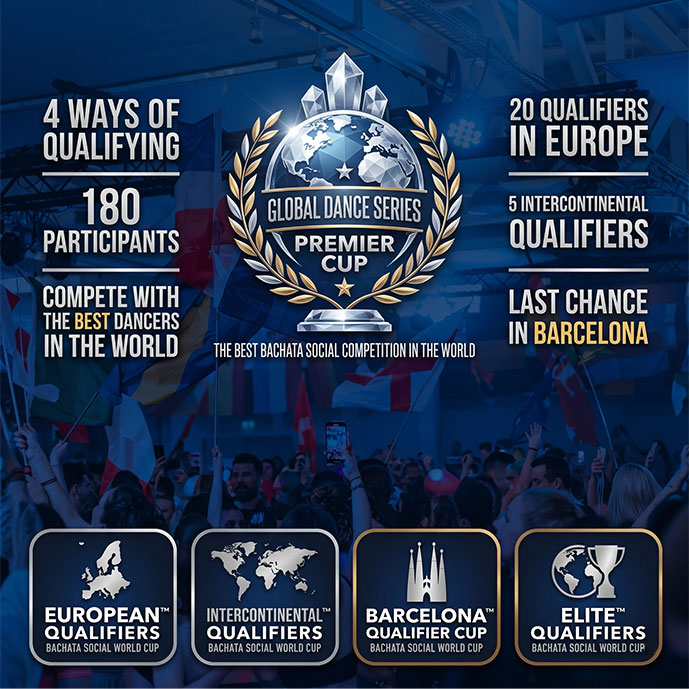 4 WAYS OF
QUALIFYING
180
PARTICIPANTS
COMPETE WITH
THE BEST DANCERS
IN THE WORLD
GLOBAL DANCE SERIES
PREMIER
CUP
THE BEST BACHATA SOCIAL COMPETITION IN THE WORLD
20 QUALIFIERS
IN EUROPE
5 INTERCONTINENTAL
QUALIFIERS
LAST CHANCE
IN BARCELONA
EUROPEAN™
QUALIFIERS
BACHATA SOCIAL WORLD CUP
INTERCONTINENTAL™
QUALIFIERS
BACHATA SOCIAL WORLD CUP
BARCELONA™
QUALIFIER CUP
BACHATA SOCIAL WORLD CUP
ELITE™
QUALIFIERS
BACHATA SOCIAL WORLD CUP